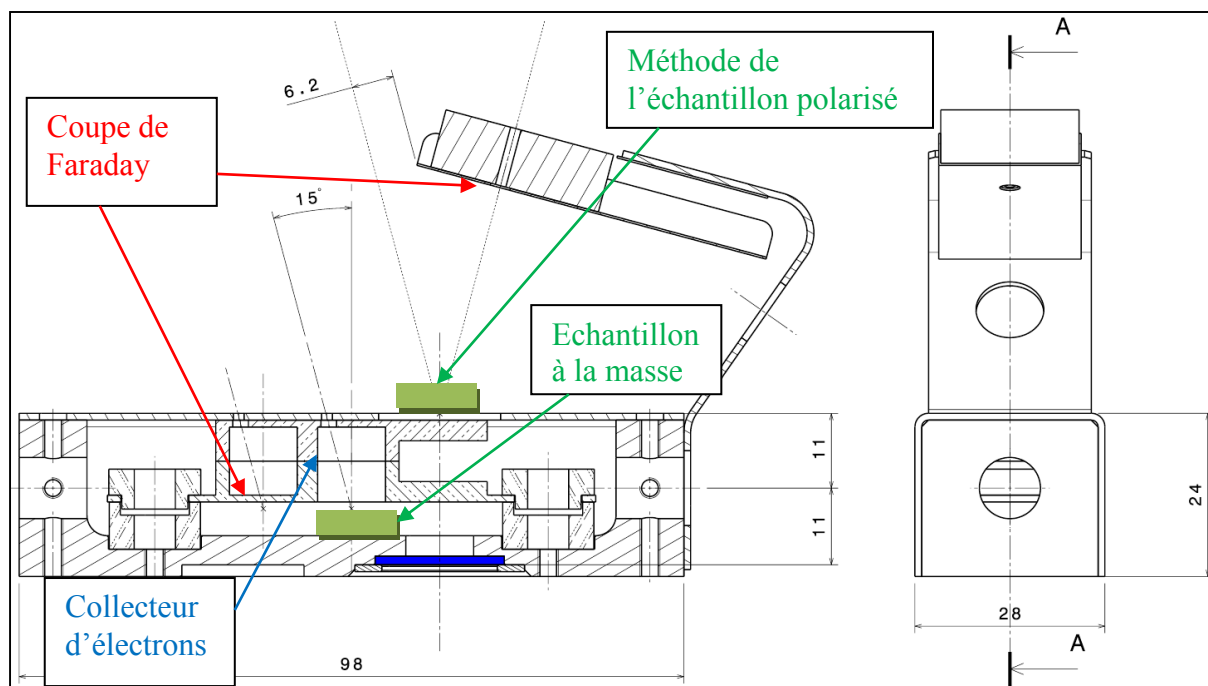 A
6.2
Méthode de
l’échantillon polarisé
Coupe de
Faraday
15°
Echantillon
à la masse
11
11
24
Collecteur
d’électrons
28
98
A